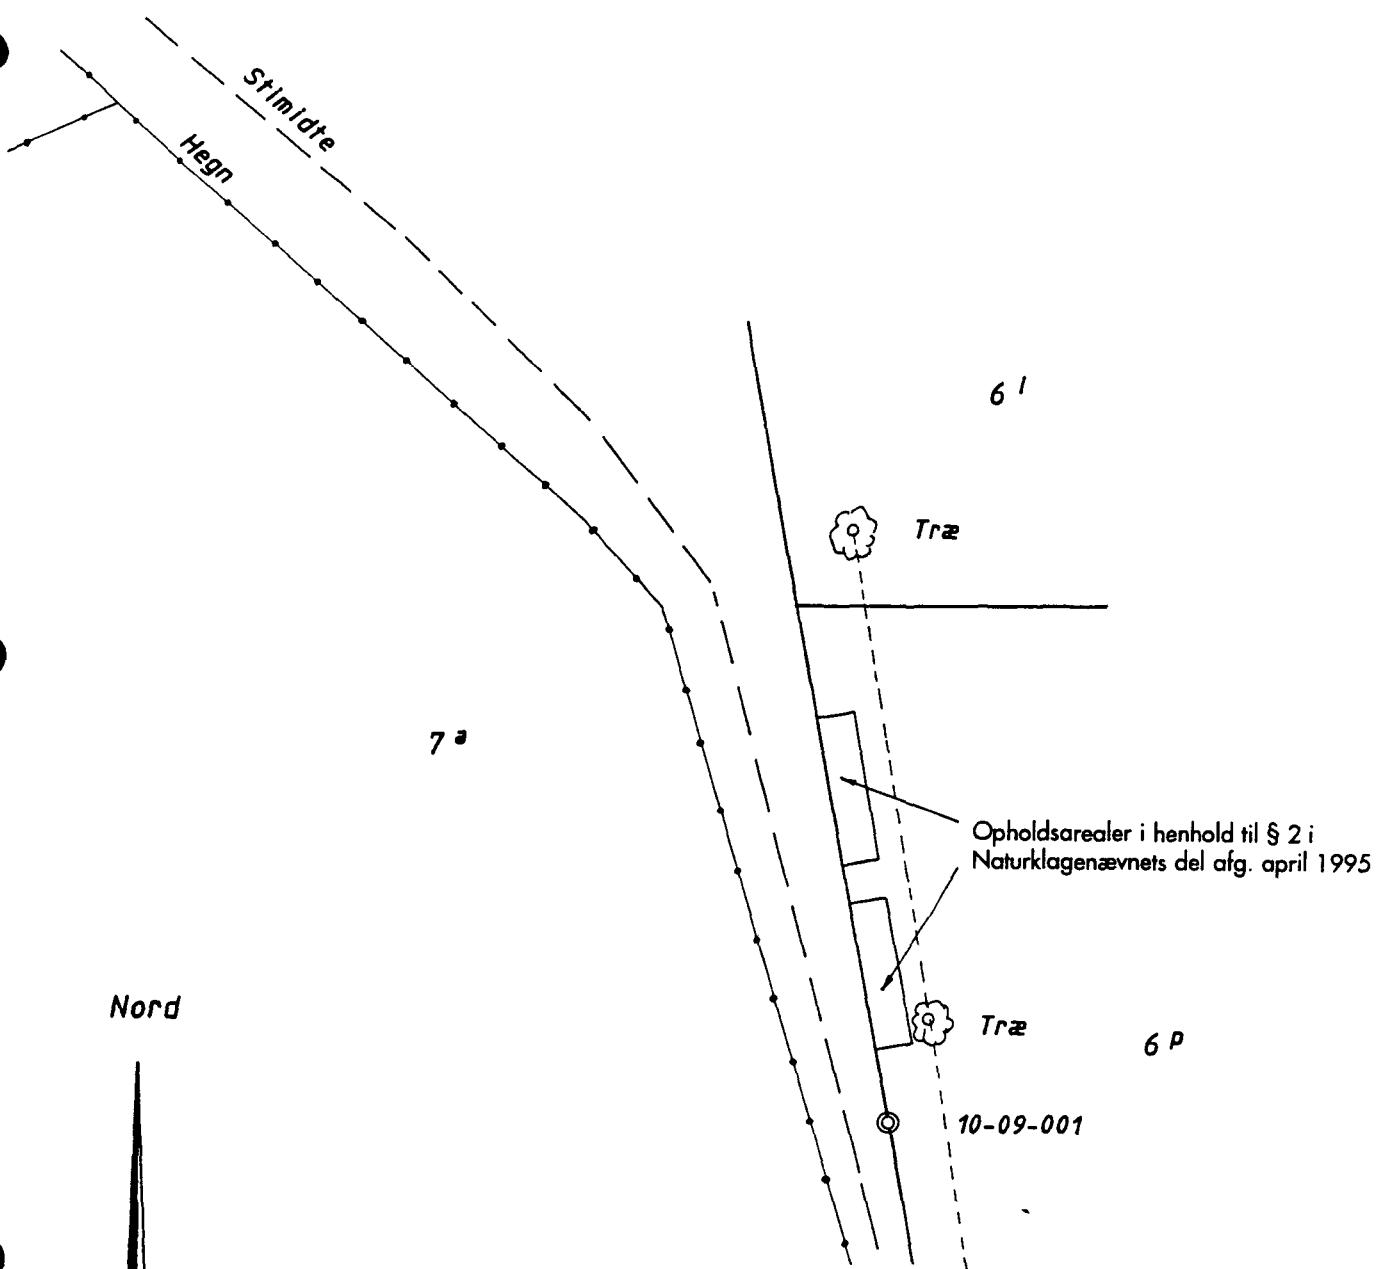 Stimidte
Hegn
6 l
Træ
7 a
Opholdsarealer i henhold til § 2 i
Naturklagenævnets del afg. april 1995
Nord
Træ
6 p
10-09-001